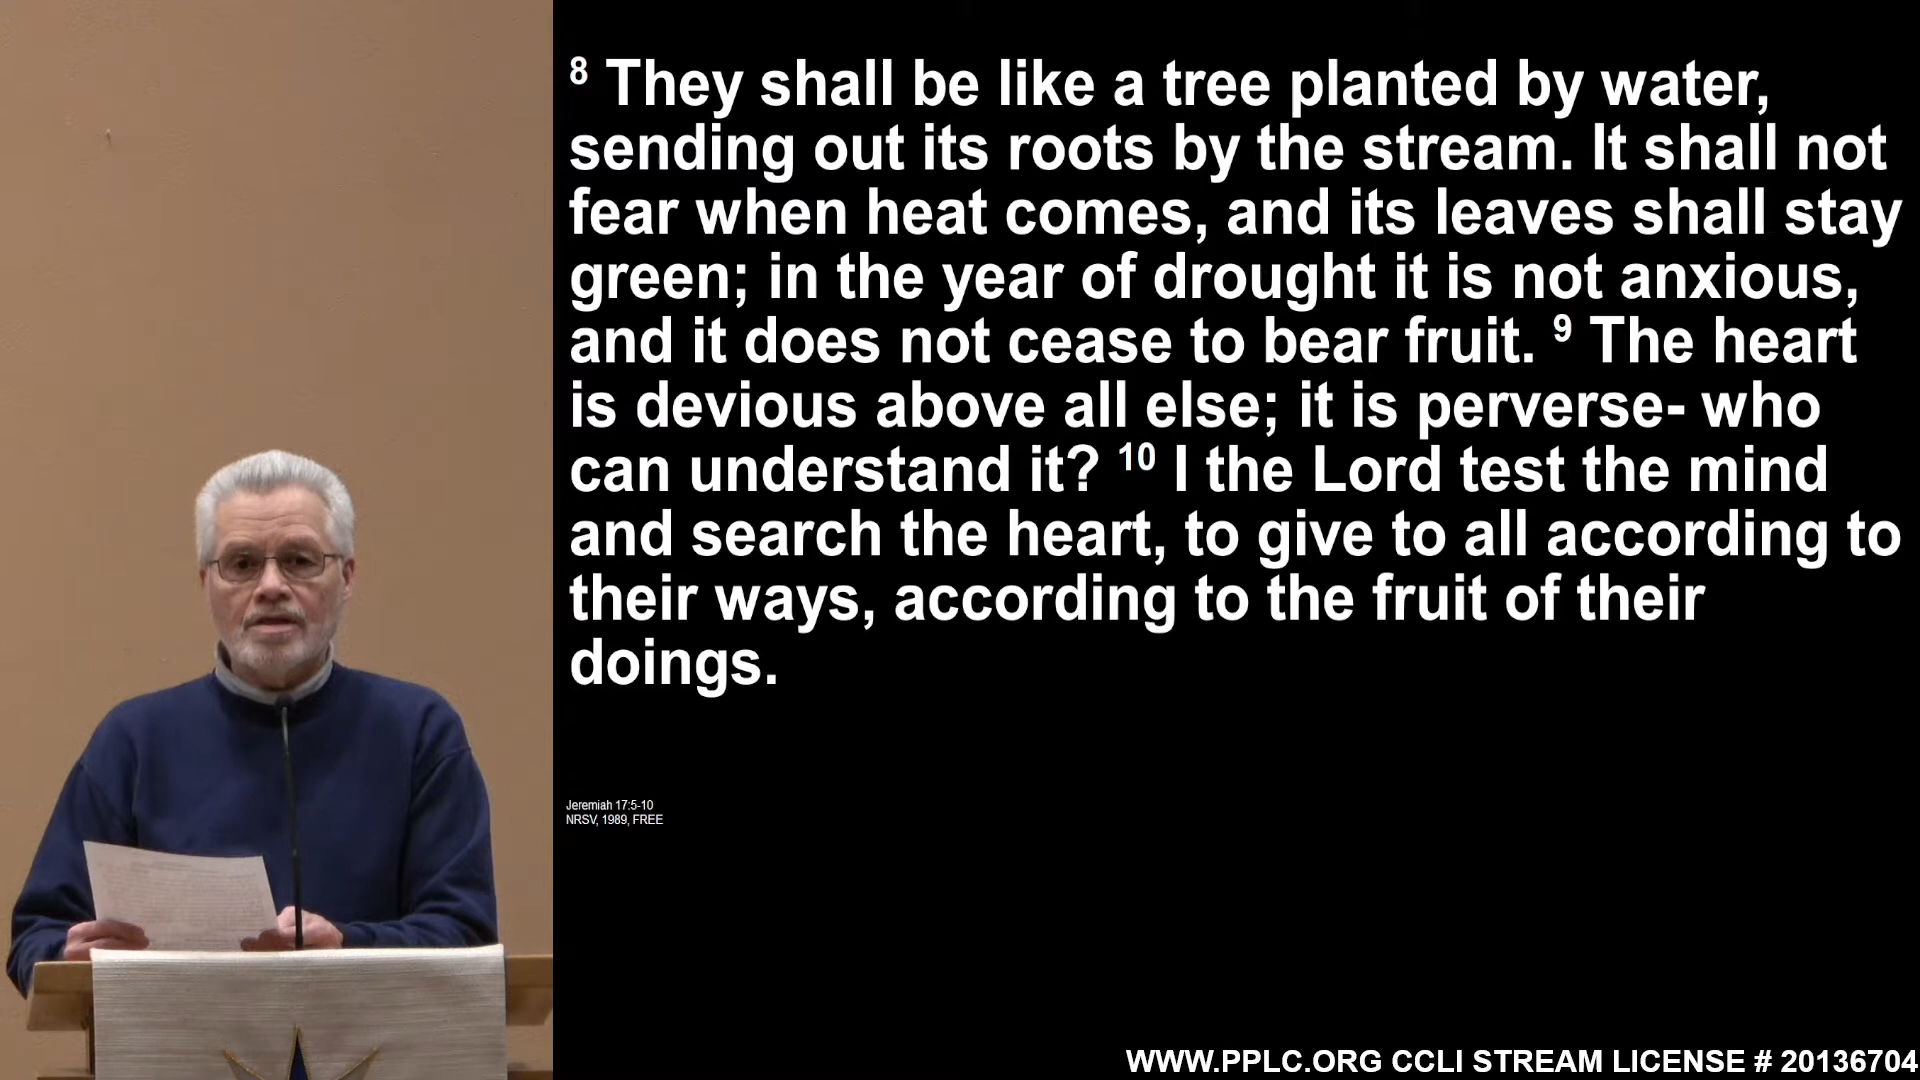 8 They shall be like a tree planted by water,
sending out its roots by the stream. It shall not
fear when heat comes, and its leaves shall stay
green; in the year of drought it is not anxious,
and it does not cease to bear fruit. 9 The heart
is devious above all else; it is perverse- who
can understand it? 10 I the Lord test the mind
and search the heart, to give to all according to
their ways, according to the fruit of their
doings.
Jeremiah 17:5-10
NRSV, 1989, FREE
WWW.PPLC.ORG CCLI STREAM LICENSE # 20136704